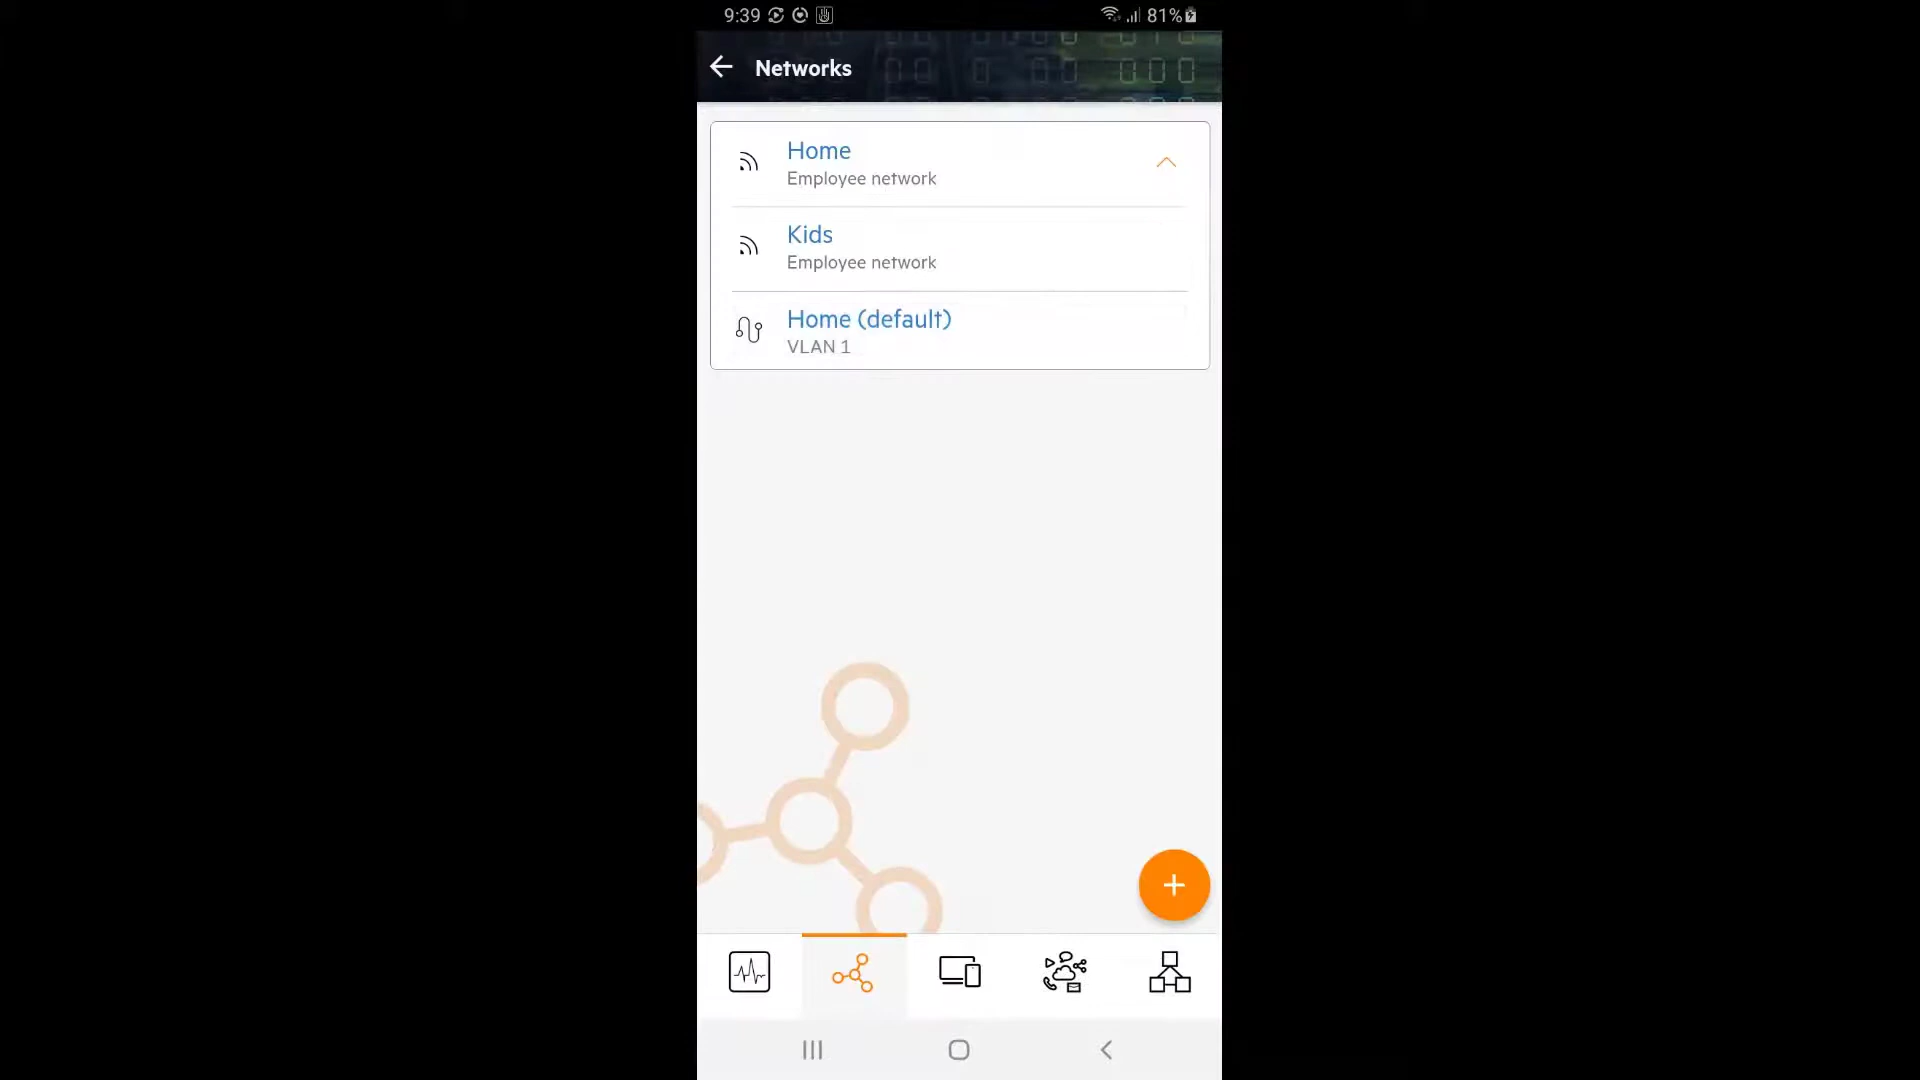 9:39 81%
Networks
Home
Employee network
Kids
Employee network
Home (default)
VLAN 1